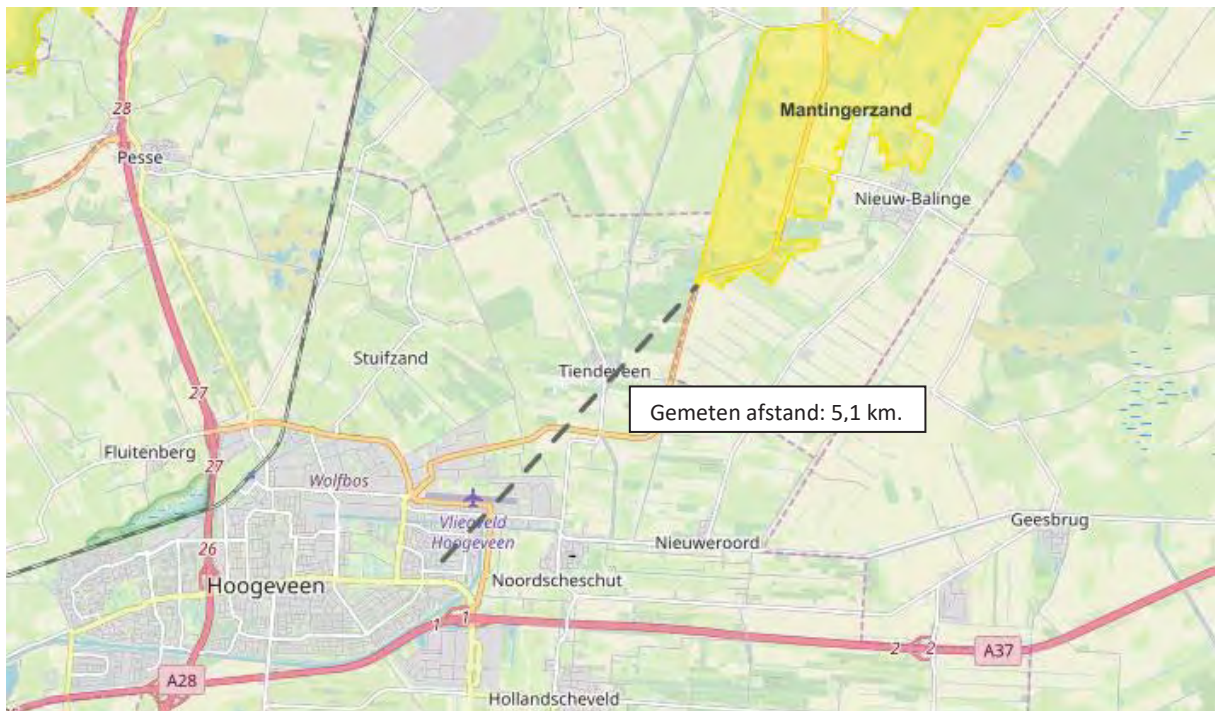 28
Mantingerzand
Pesse
Nieuw-Balinge
Stuifzand
Tiendeveen
27
Gemeten afstand: 5,1 km.
Fluitenberg
27
Wolfbos
Vliegveld
Hoogeveen
Geesbrug
Nieuweroord
26
Noordscheschut
Hoogeveen
1
1
2
2
A37
A28
Hollandscheveld